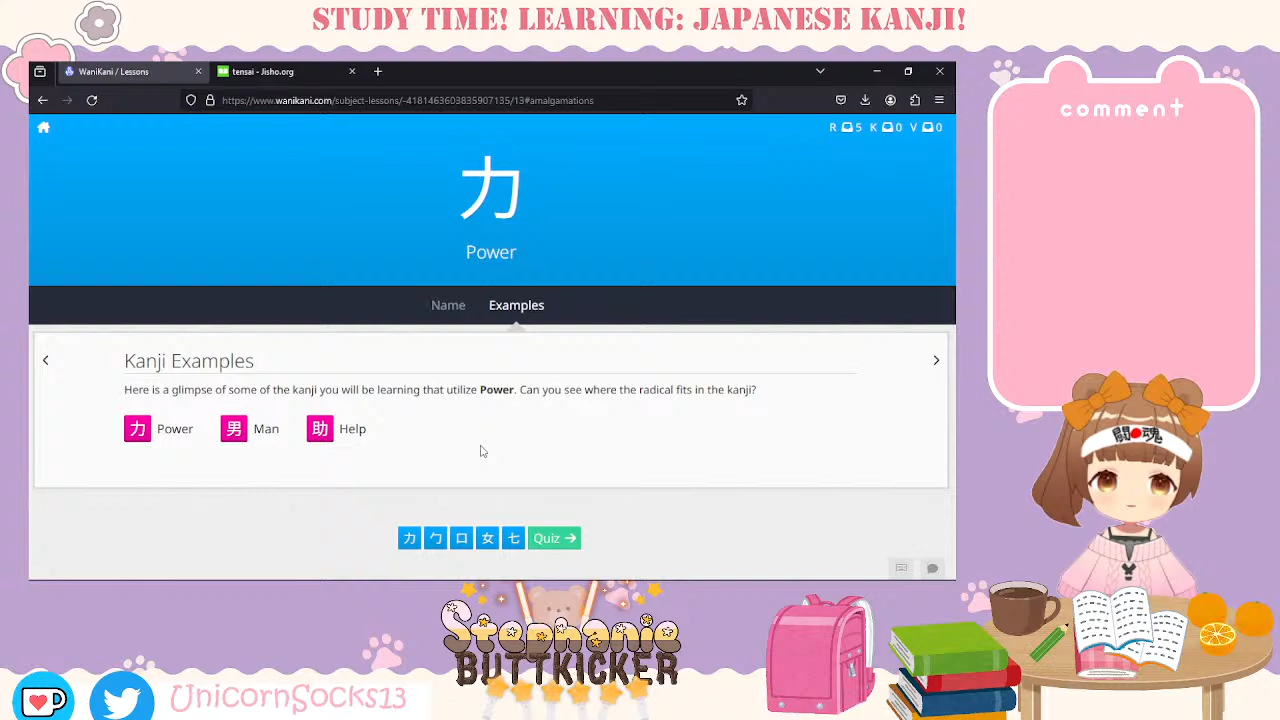 STUDY TIME! LEARNING: JAPANESE KANJI!
WaniKani / Lessons
tensai - Jisho.org
https://www.wanikani.com/subject-lessons/-4181463603835907135/13#amalgamations
R 5 K 0 V 0
力
Power
Name Examples
Kanji Examples
Here is a glimpse of some of the kanji you will be learning that utilize Power. Can you see where the radical fits in the kanji?
力 Power 男 Man 助 Help
力 勹 口 女 七 Quiz →
comment
闘魂
Stephanie
BUTTKICKER
UnicornSocks13